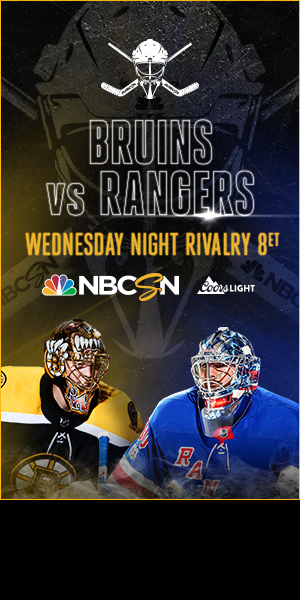 BRUINS
VS RANGERS
WEDNESDAY NIGHT RIVALRY 8ET
NBCSN
Coors LIGHT
B
RAN